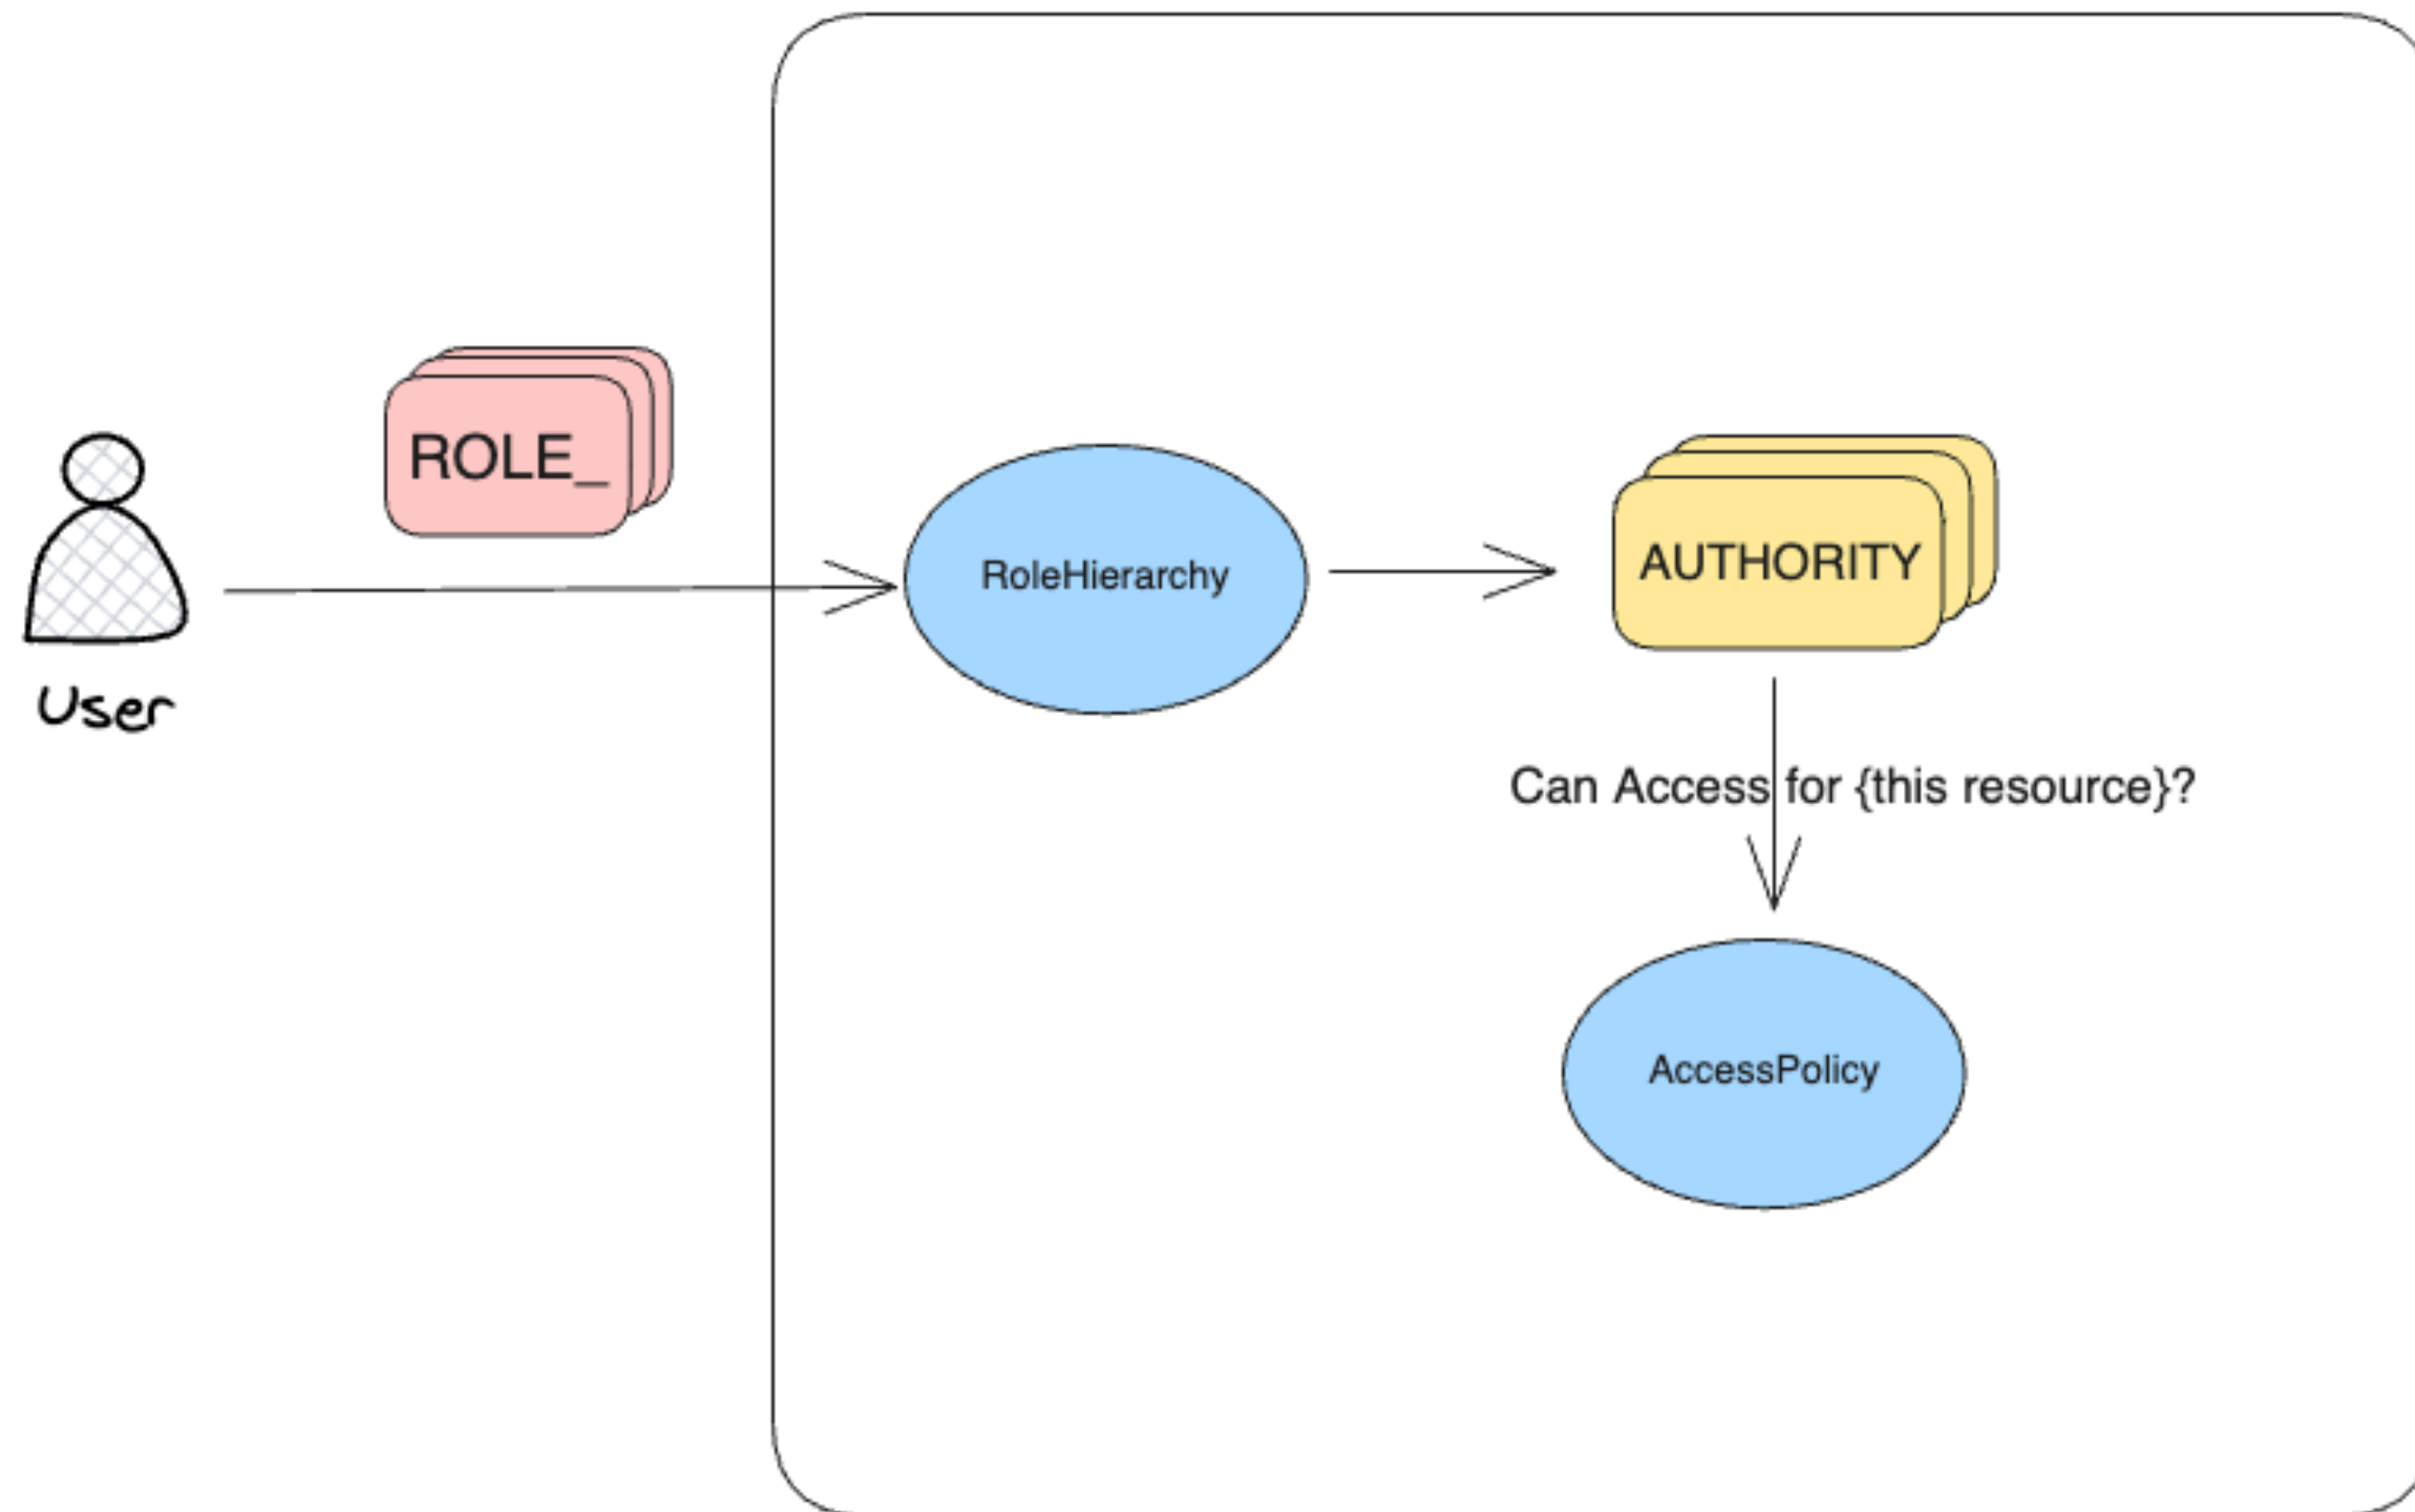 ROLE_
User
RoleHierarchy
AUTHORITY
Can Access for {this resource}?
AccessPolicy